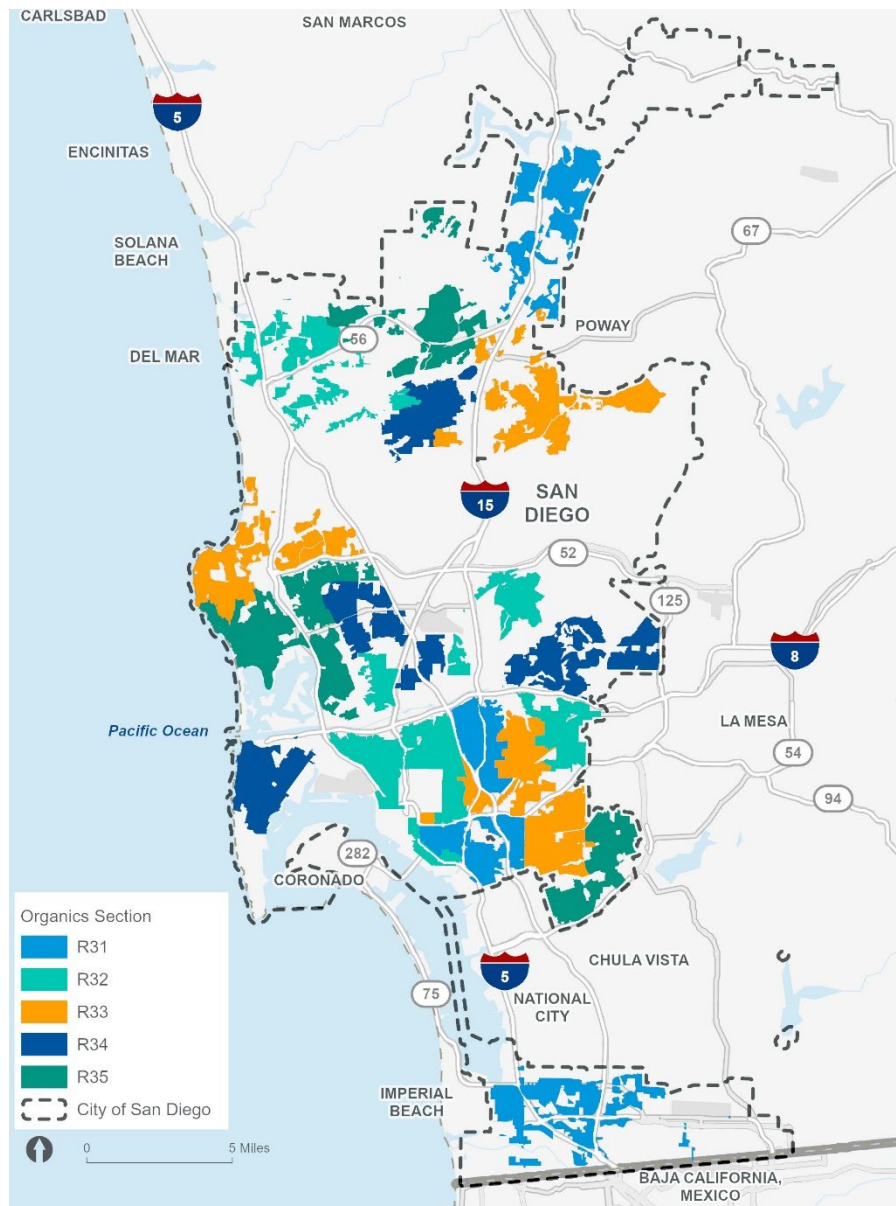 CARLSBAD
SAN MARCOS
5
ENCINITAS
67
SOLANA
BEACH
POWAY
56
DEL MAR
15
SAN
DIEGO
52
125
8
LA MESA
Pacific Ocean
54
94
282
CORONADO
Organics Section
R31
R32
R33
R34
R35
City of San Diego
CHULA VISTA
5
75
NATIONAL
CITY
IMPERIAL
BEACH
0
5 Miles
BAJA CALIFORNIA,
MEXICO